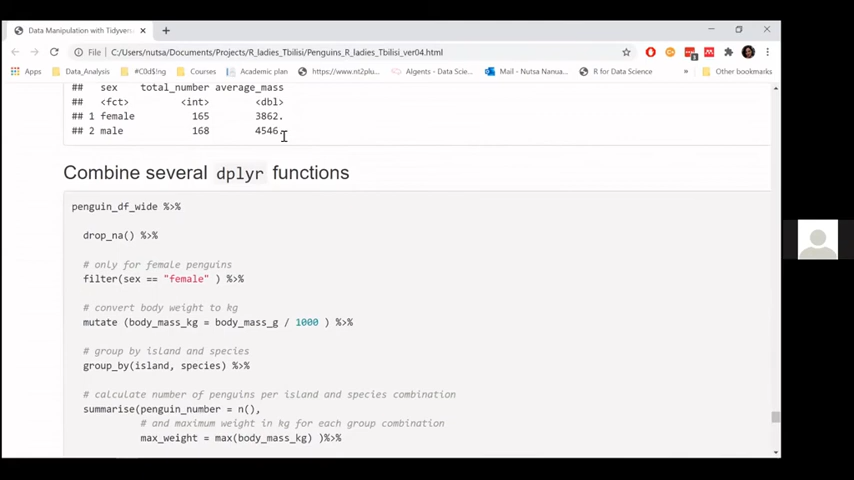 Data Manipulation with Tidyvers
File
C:/Users/nutsa/Documents/Projects/R_ladies_Tbilisi/Penguins_R_ladies_Tbilisi_ver04.html
Apps Data_Analysis #C0d$ng Courses Academic plan https://www.nt2plu... Algents - Data Scie... Mail - Nutsa Nanua... R for Datsa » Other bookmarks
## sex total_number average_mass
## <fct> <int> <dbl>
## 1 female 165 3862.
## 2 male 168 4546.
Combine several dplyr functions
penguin_df_wide %>%
drop_na() %>%
# only for female penguins
filter(sex == "female" ) %>%
# convert body weight to kg
mutate (body_mass_kg = body_mass_g / 1000 ) %>%
# group by island and species
group_by(island, species) %>%
# calculate number of penguins per island and species combination
summarise(penguin_number = n(),
# and maximum weight in kg for each group combination
max_weight = max(body_mass_kg) )%>%